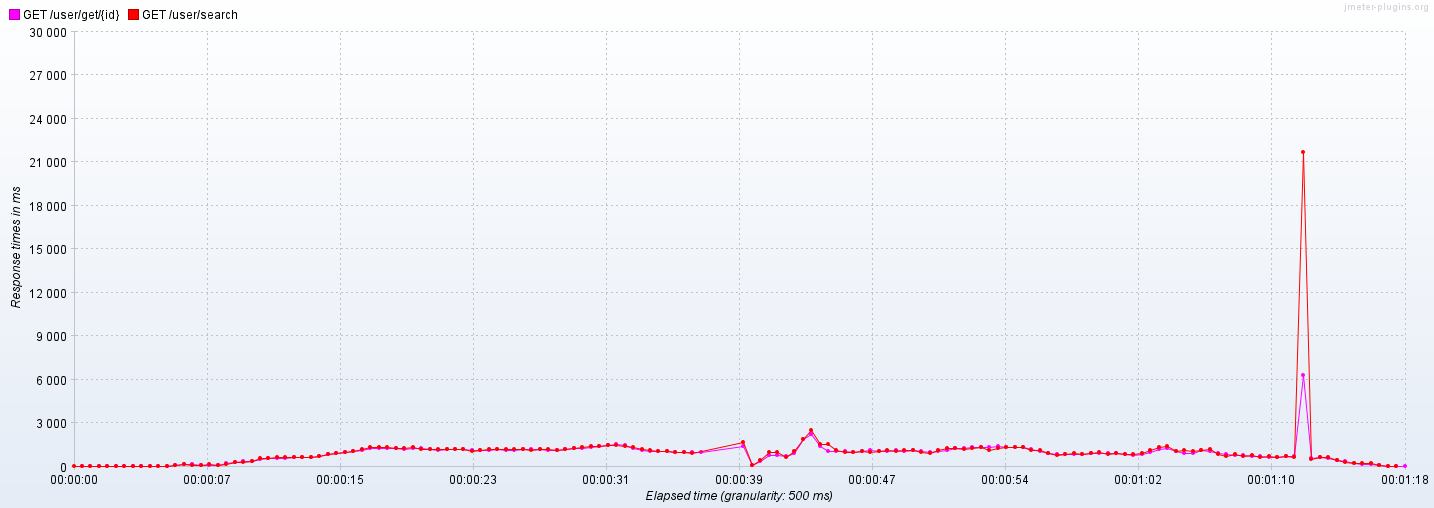 GET /user/get/{id} GET /user/search
jmeter-plugins.org
30 000
27 000
24 000
21 000
18 000
15 000
12 000
9 000
6 000
3 000
0
Response times in ms
00:00:00 00:00:07 00:00:15 00:00:23 00:00:31 00:00:39 00:00:47 00:00:54 00:01:02 00:01:10 00:01:18
Elapsed time (granularity: 500 ms)